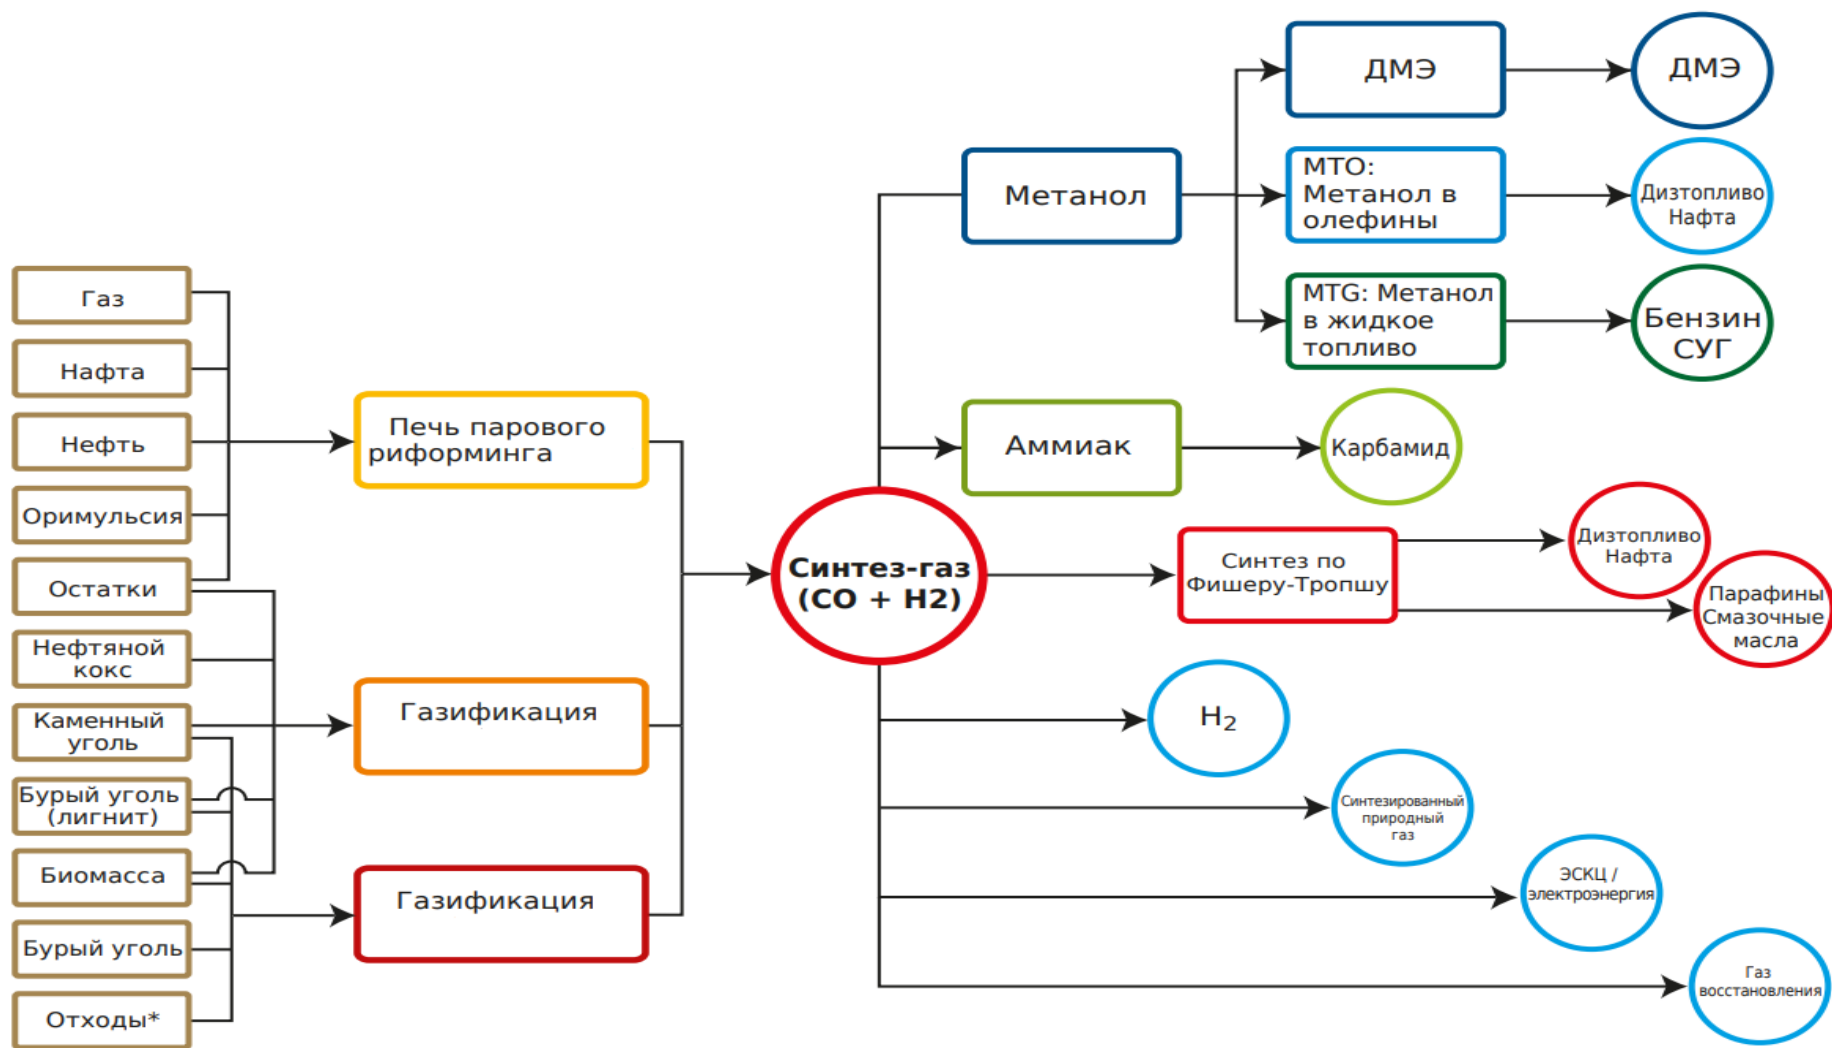 Газ
Нафта
Нефть
Оримульсия
Остатки
Нефтяной
кокс
Каменный
уголь
Бурый уголь
(лигнит)
Биомасса
Бурый уголь
Отходы*
Печь парового
риформинга
Газификация
Газификация
Синтез-газ
(CO + H2)
Метанол
ДМЭ
ДМЭ
МТО:
Метанол в
олефины
Дизтопливо
Нафта
MTG: Метанол
в жидкое
топливо
Бензин
СУГ
Аммиак
Карбамид
Синтез по
Фишеру-Тропшу
Дизтопливо
Нафта
Парафины
Смазочные
масла
H₂
Синтезированный
природный
газ
ЭСКЦ /
электроэнергия
Газ
восстановления